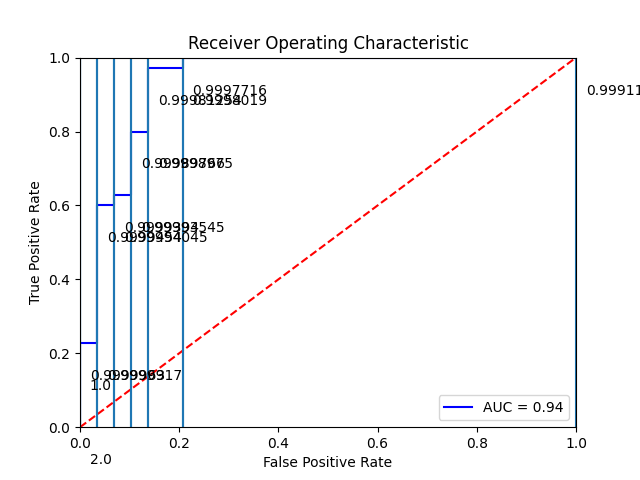 Receiver Operating Characteristic
True Positive Rate
1.0
0.8
0.6
0.4
0.2
0.0
0.9997716
0.99911
1.0
AUC = 0.94
0.0 0.2 0.4 0.6 0.8 1.0
2.0
False Positive Rate